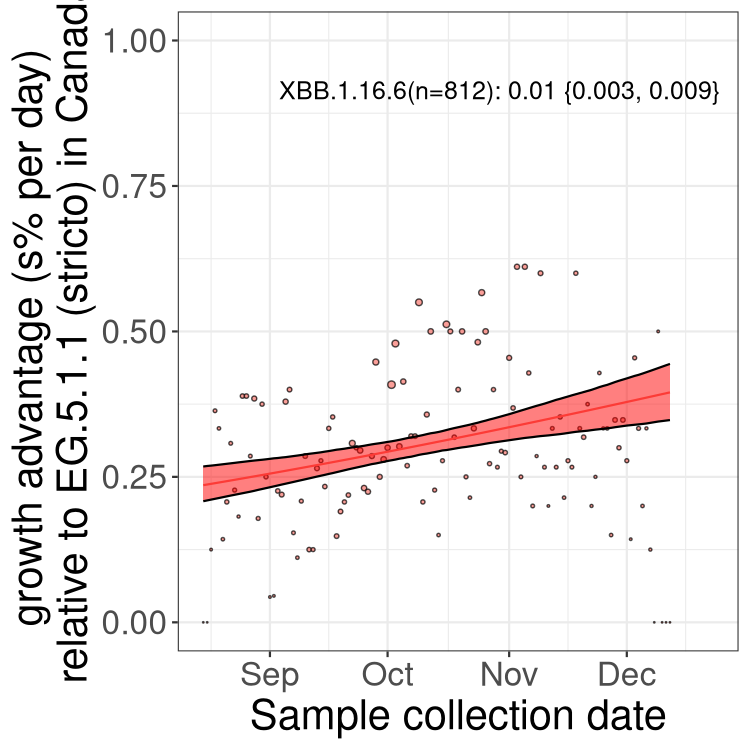 growth advantage (s% per day)
relative to EG.5.1.1 (stricto) in Canada
1.00
0.75
0.50
0.25
0.00
XBB.1.16.6(n=812): 0.01 {0.003, 0.009}
Sep Oct Nov Dec
Sample collection date